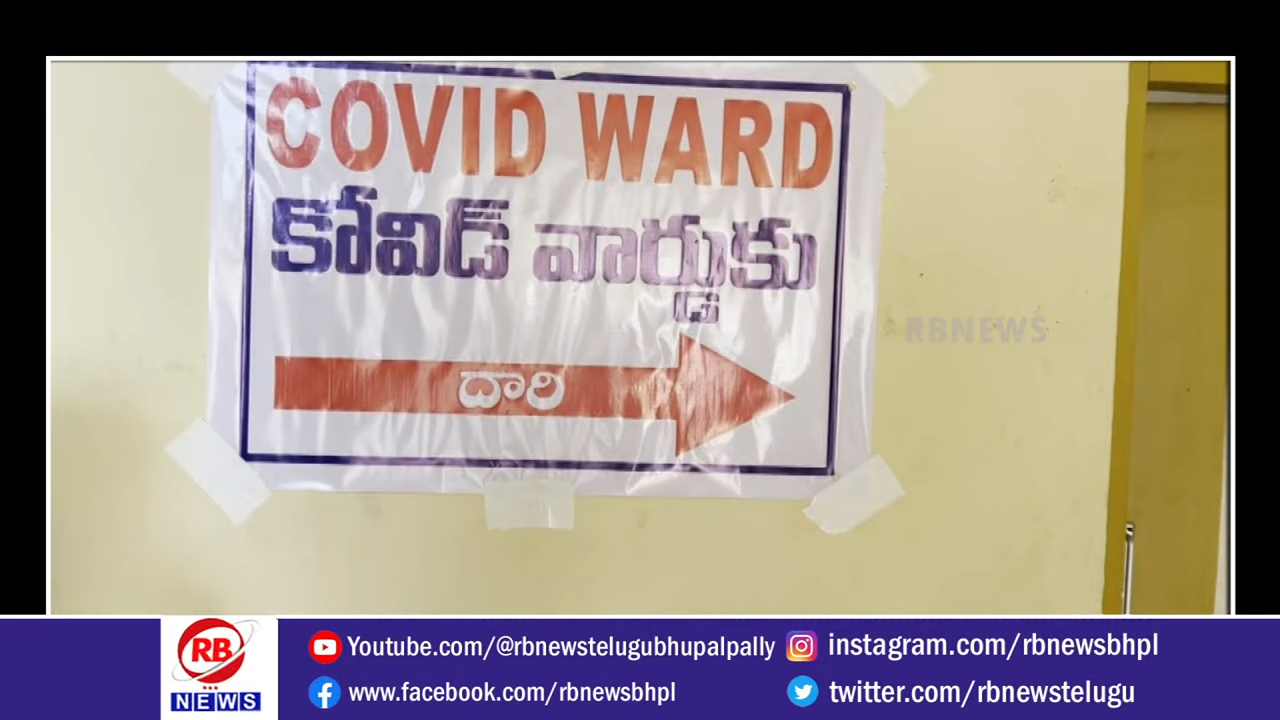 COVID WARD
కోవిడ్ వార్డుకు
దారి
RBNEWS
RB
NEWS
Youtube.com/@rbnewstelugubhupalpally
instagram.com/rbnewsbhpl
www.facebook.com/rbnewsbhpl
twitter.com/rbnewstelugu